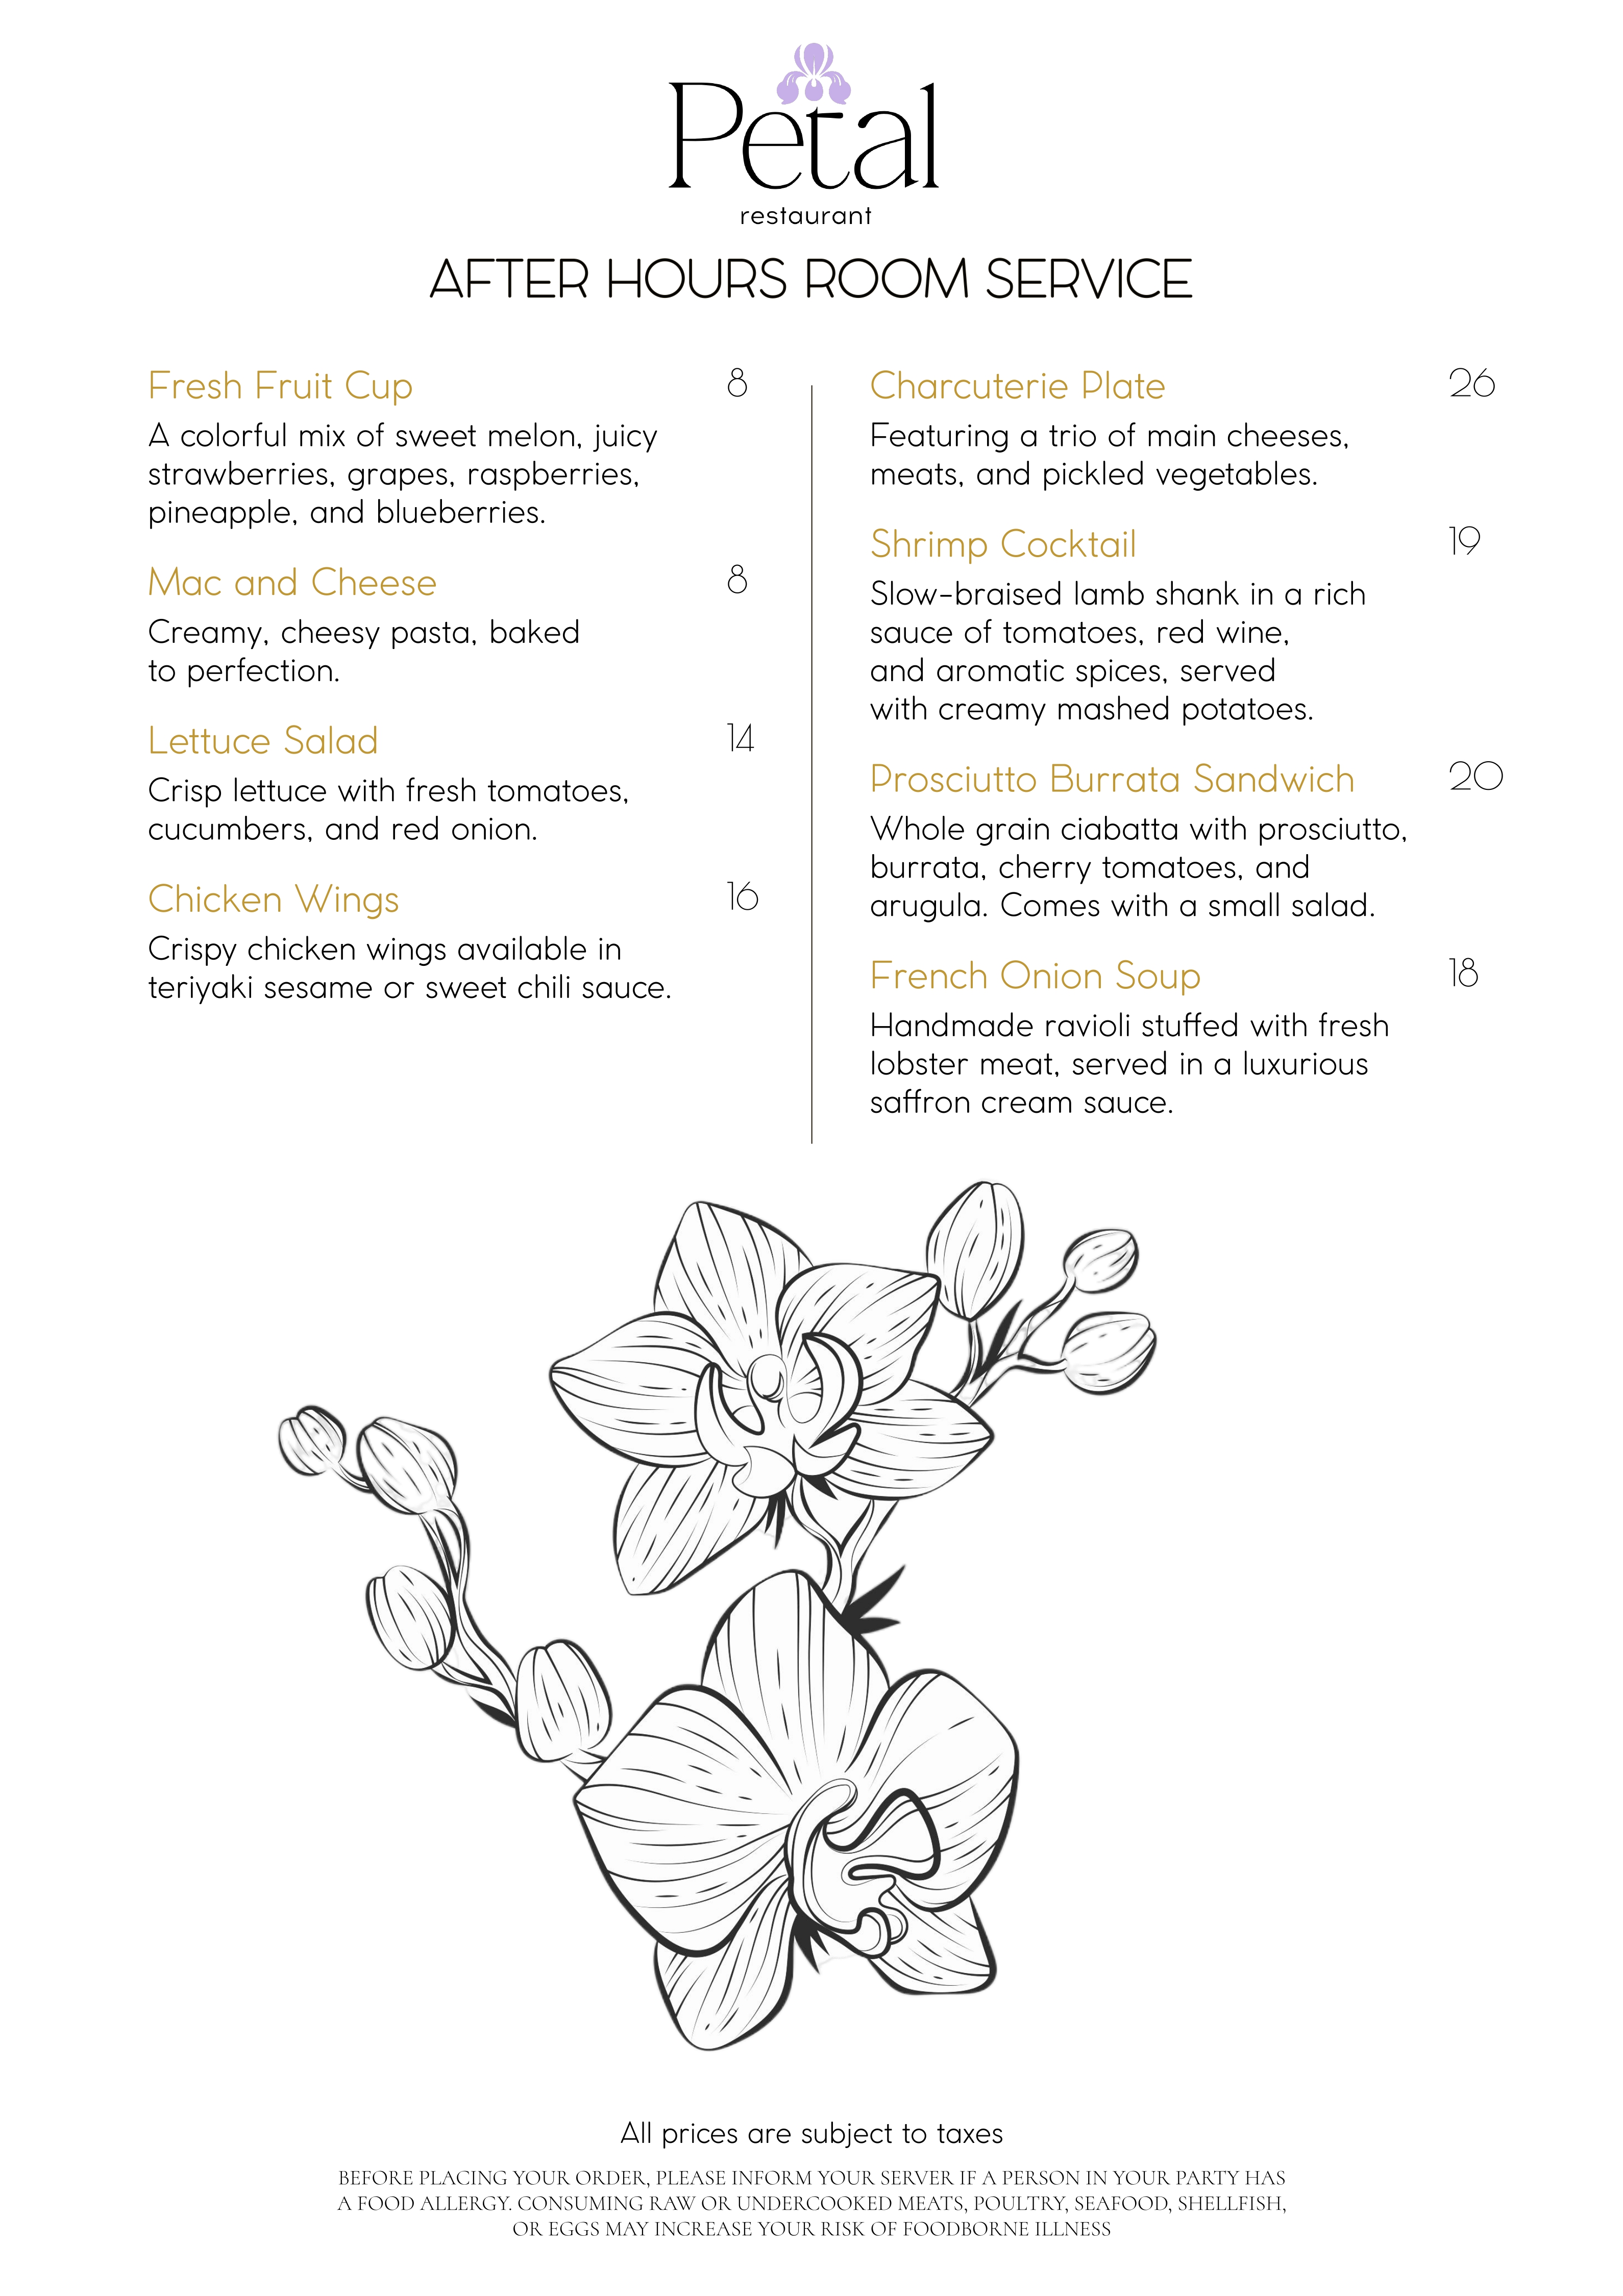 Petal
restaurant
AFTER HOURS ROOM SERVICE
Fresh Fruit Cup 8
A colorful mix of sweet melon, juicy
strawberries, grapes, raspberries,
pineapple, and blueberries.
Mac and Cheese 8
Creamy, cheesy pasta, baked
to perfection.
Lettuce Salad 14
Crisp lettuce with fresh tomatoes,
cucumbers, and red onion.
Chicken Wings 16
Crispy chicken wings available in
teriyaki sesame or sweet chili sauce.
Charcuterie Plate 26
Featuring a trio of main cheeses,
meats, and pickled vegetables.
Shrimp Cocktail 19
Slow-braised lamb shank in a rich
sauce of tomatoes, red wine,
and aromatic spices, served
with creamy mashed potatoes.
Prosciutto Burrata Sandwich 20
Whole grain ciabatta with prosciutto,
burrata, cherry tomatoes, and
arugula. Comes with a small salad.
French Onion Soup 18
Handmade ravioli stuffed with fresh
lobster meat, served in a luxurious
saffron cream sauce.
All prices are subject to taxes
BEFORE PLACING YOUR ORDER, PLEASE INFORM YOUR SERVER IF A PERSON IN YOUR PARTY HAS
A FOOD ALLERGY. CONSUMING RAW OR UNDERCOOKED MEATS, POULTRY, SEAFOOD, SHELLFISH,
OR EGGS MAY INCREASE YOUR RISK OF FOODBORNE ILLNESS